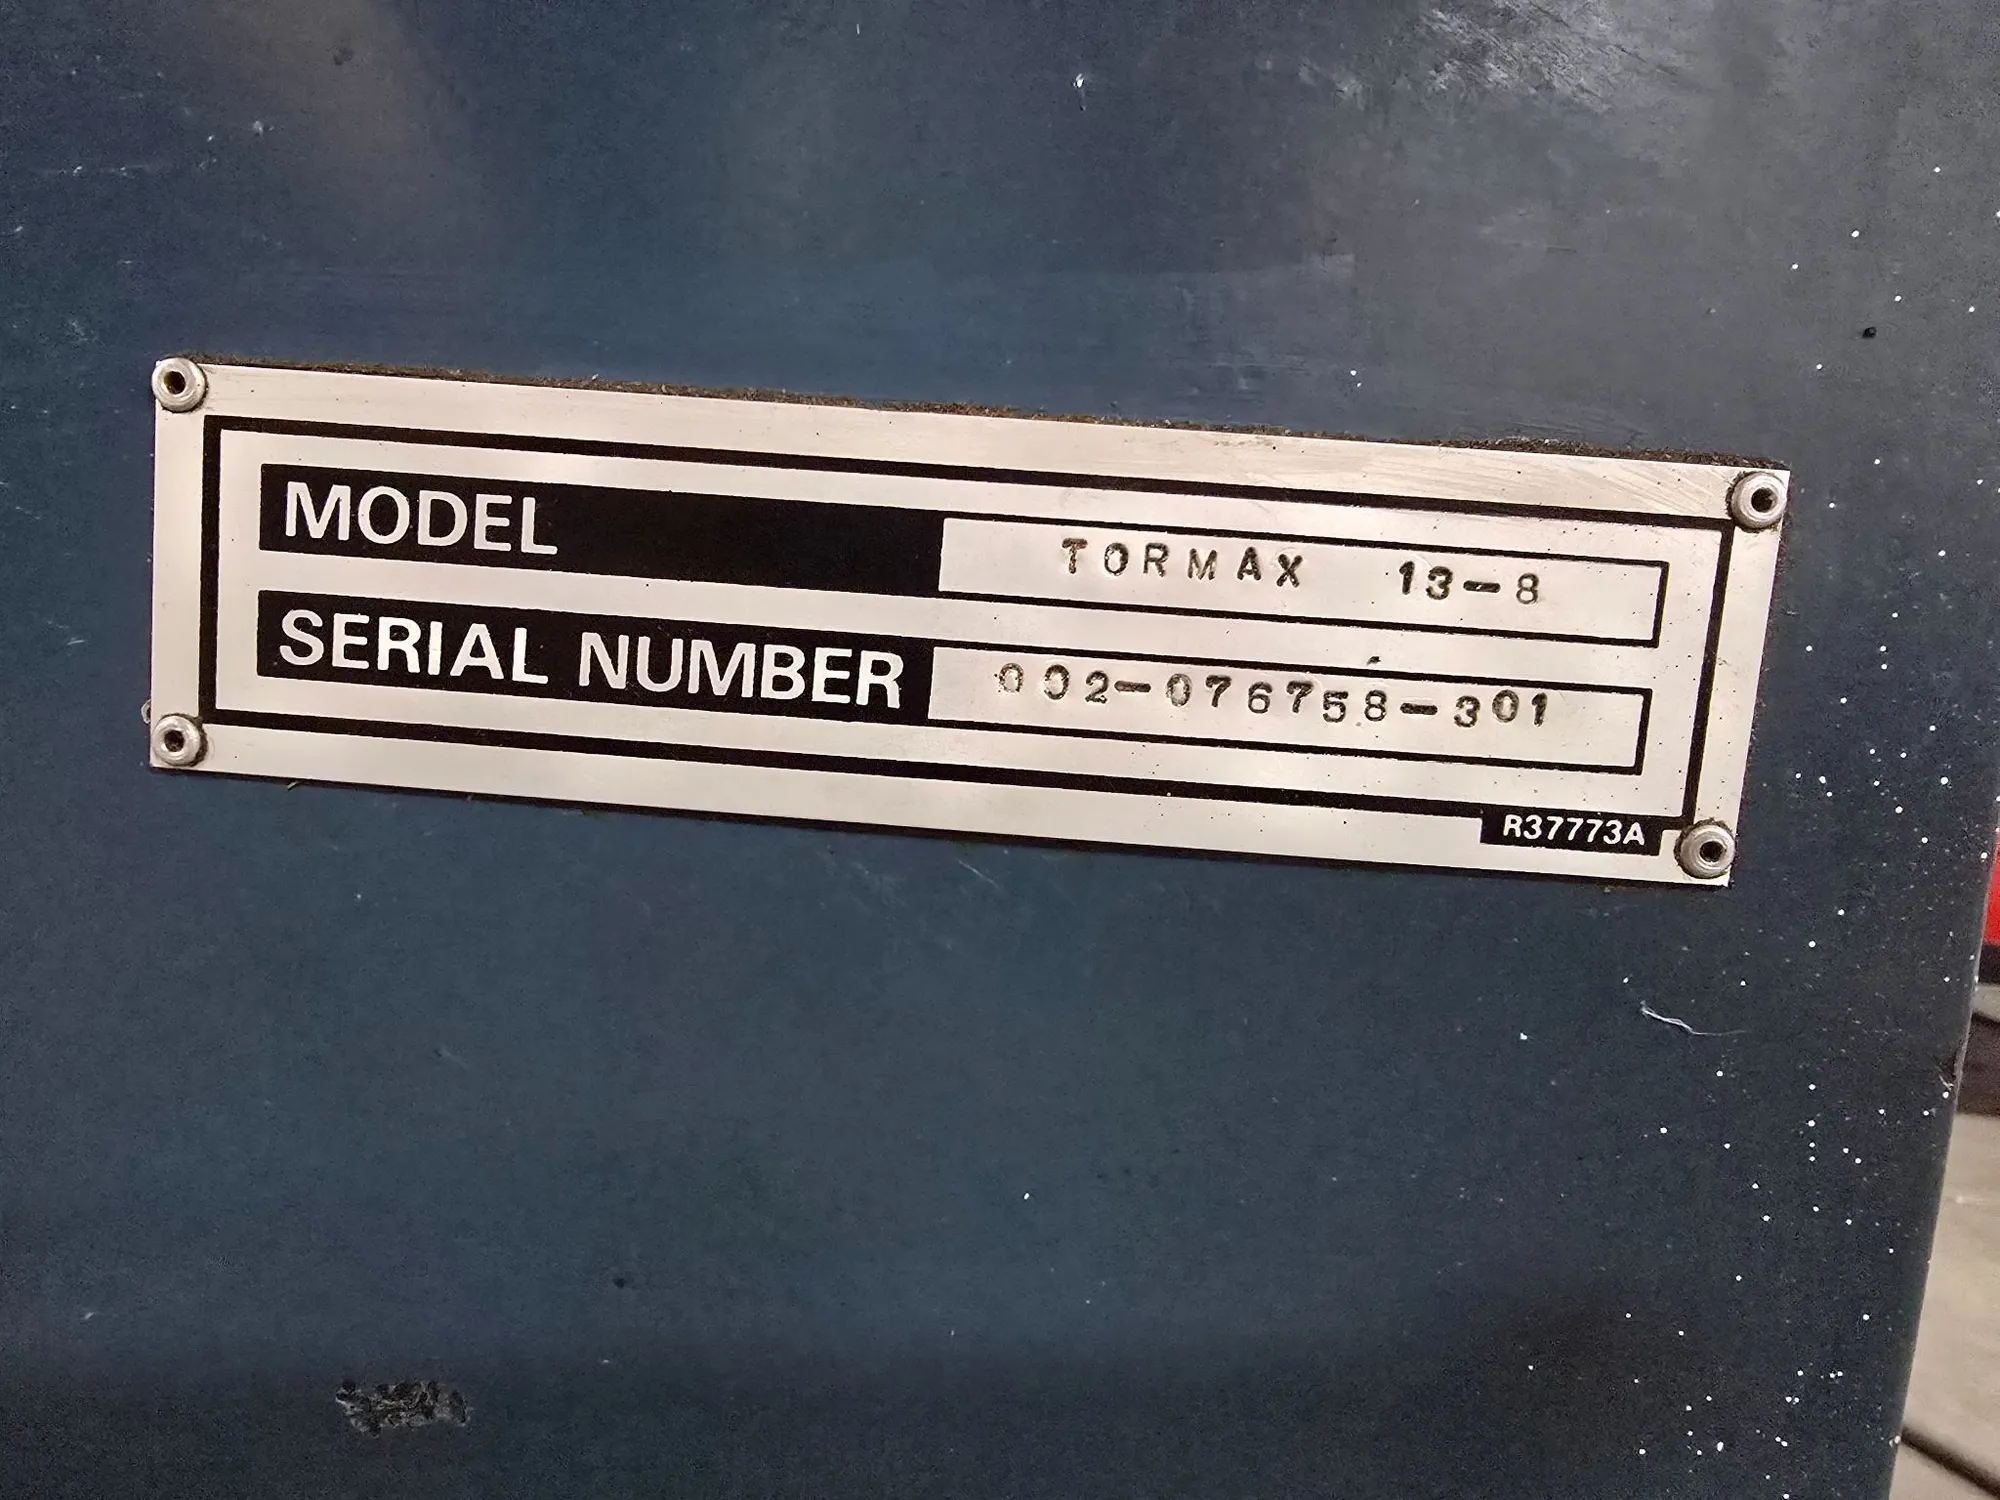 MODEL TORMAX 13-8
SERIAL NUMBER 002-076758-301
R37773A